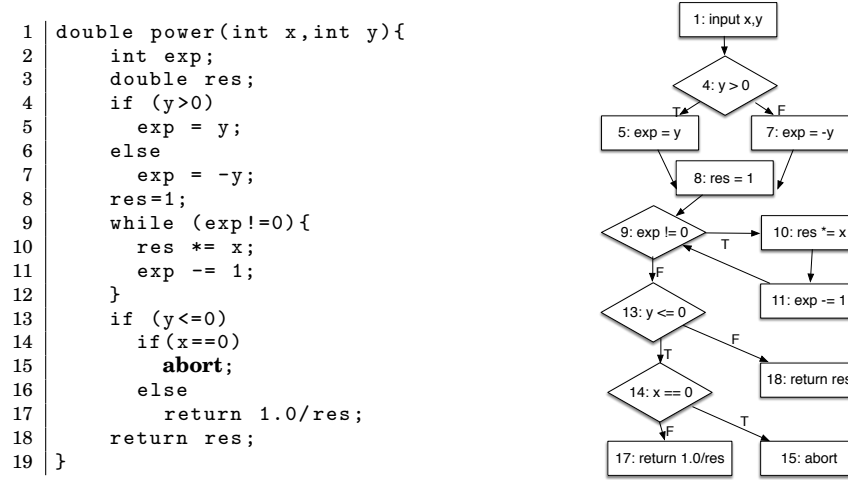 1 double power(int x,int y){
2 int exp;
3 double res;
4 if (y>0)
5 exp = y;
6 else
7 exp = -y;
8 res=1;
9 while (exp!=0){
10 res *= x;
11 exp -= 1;
12 }
13 if (y<=0)
14 if(x==0)
15 abort;
16 else
17 return 1.0/res;
18 return res;
19 }
1: input x,y
4: y > 0
T
F
5: exp = y
7: exp = -y
8: res = 1
9: exp != 0
T
10: res *= x
F
11: exp -= 1
13: y <= 0
F
T
18: return res
14: x == 0
T
F
17: return 1.0/res
15: abort